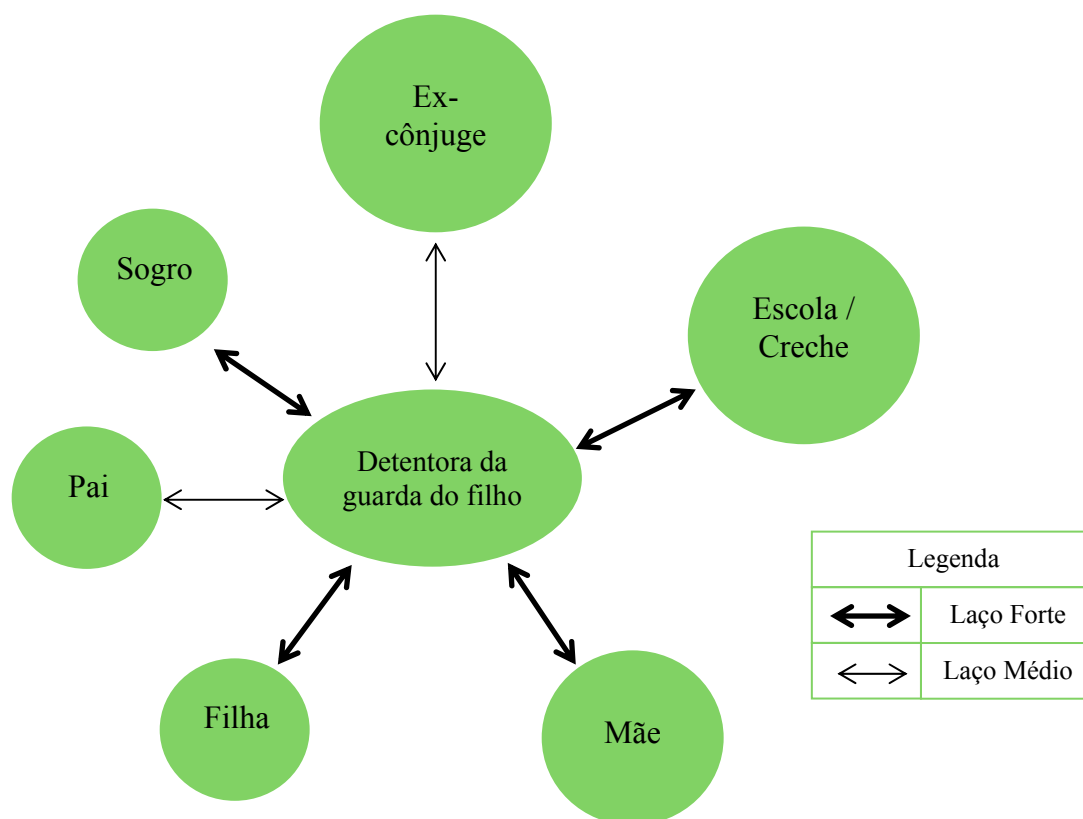 Ex-
cônjuge
Sogro
Escola /
Creche
Detentora da
guarda do filho
Pai
Legenda
Laço Forte
Laço Médio
Filha
Mãe